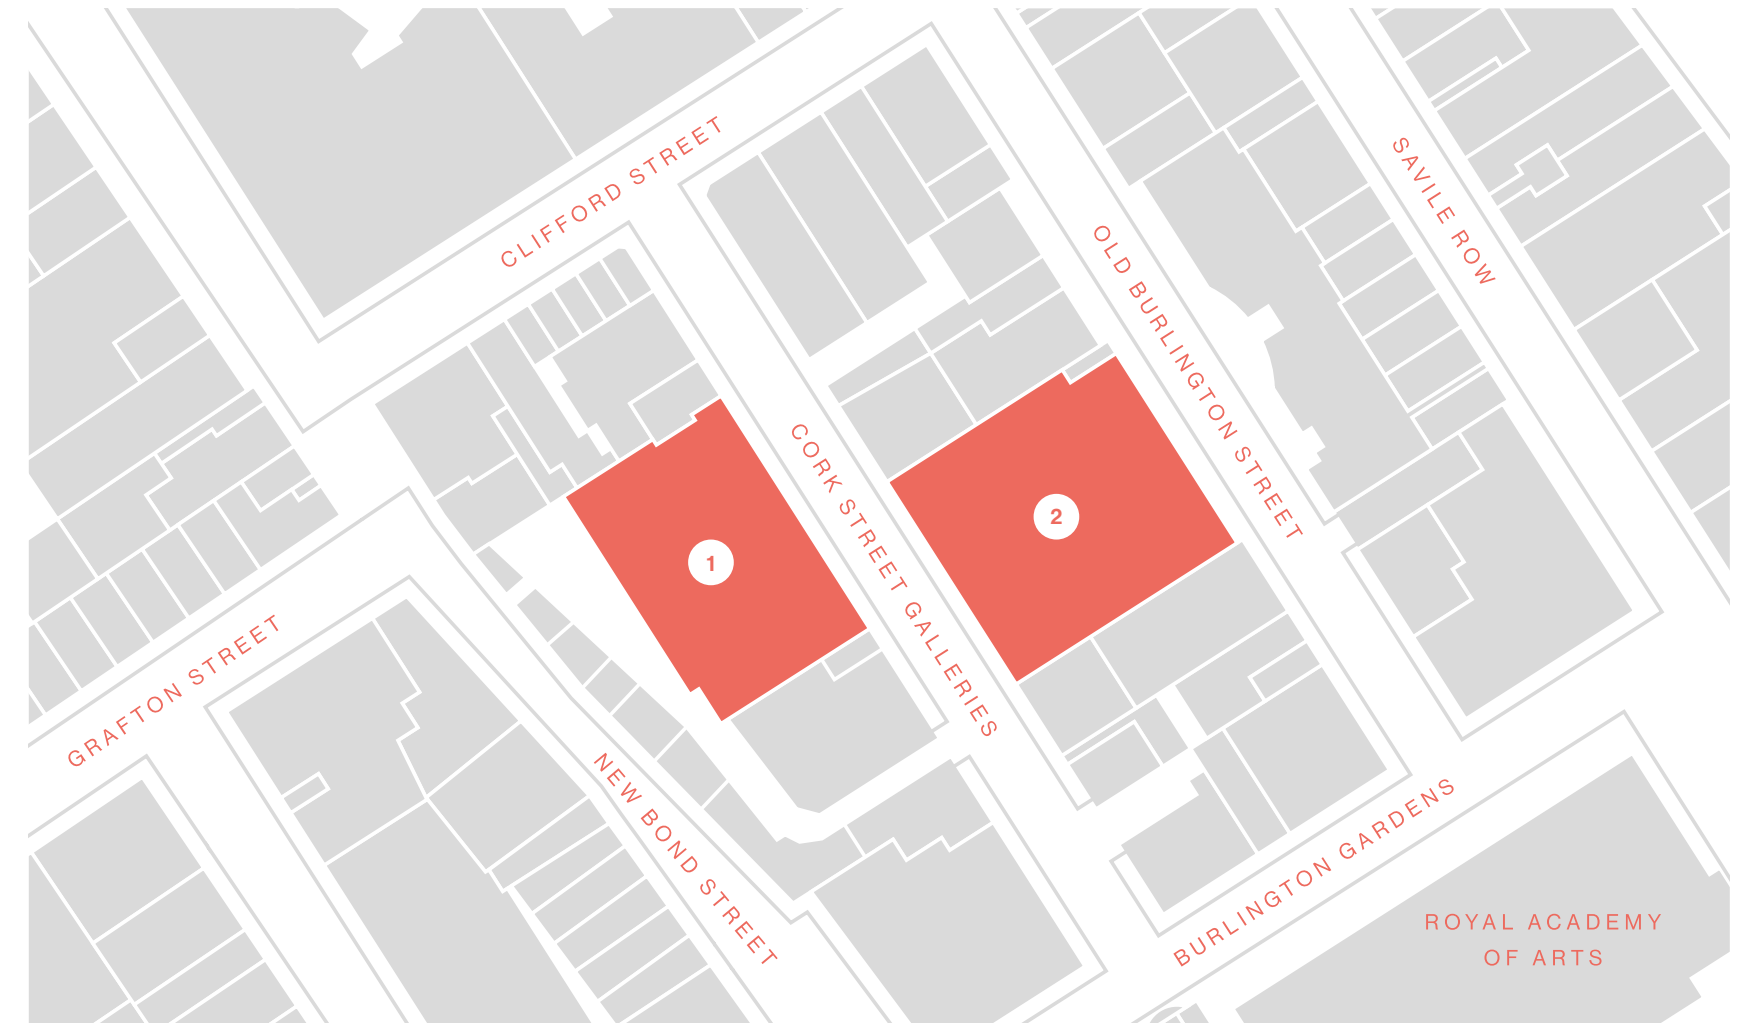 CLIFFORD STREET
SAVILE ROW
OLD BURLINGTON STREET
CORK STREET GALLERIES
2
1
GRAFTON STREET
NEW BOND STREET
BURLINGTON GARDENS
ROYAL ACADEMY
OF ARTS